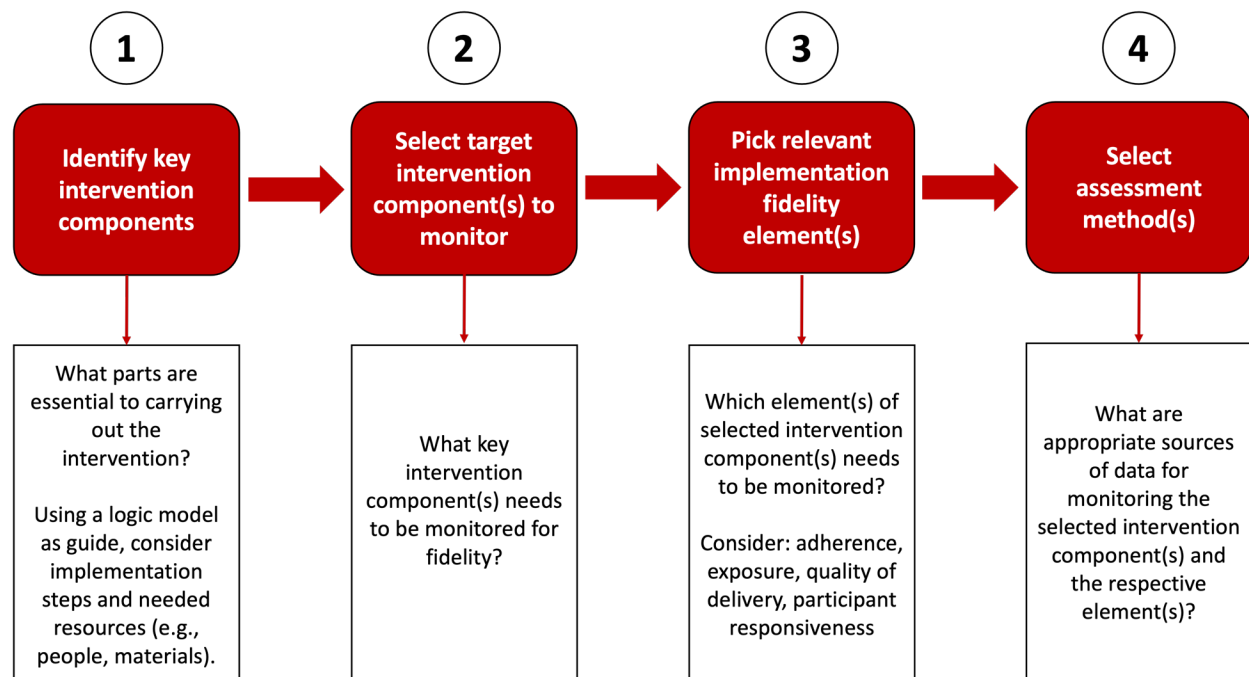 1
Identify key
intervention
components
What parts are
essential to carrying
out the
intervention?
Using a logic model
as guide, consider
implementation
steps and needed
resources (e.g.,
people, materials).
2
Select target
intervention
component(s) to
monitor
What key
intervention
component(s) needs
to be monitored for
fidelity?
3
Pick relevant
implementation
fidelity
element(s)
Which element(s) of
selected intervention
component(s) needs
to be monitored?
Consider: adherence,
exposure, quality of
delivery, participant
responsiveness
4
Select
assessment
method(s)
What are
appropriate sources
of data for
monitoring the
selected intervention
component(s) and
the respective
element(s)?